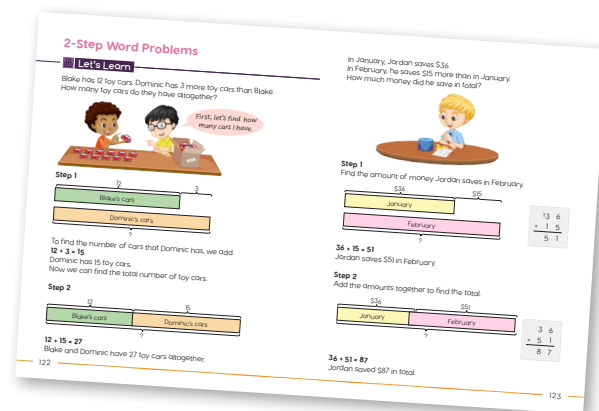 2-Step Word Problems
Let's Learn
Blake has 12 toy cars. Dominic has 3 more toy cars than Blake.
How many toy cars do they have altogether?
First, let's find how
many cars I have.
Step 1
12
3
Blake's cars
Dominic's cars
?
To find the number of cars that Dominic has, we add.
12 + 3 = 15
Dominic has 15 toy cars.
Now we can find the total number of toy cars.
Step 2
12
15
Blake's cars
Dominic's cars
?
12 + 15 = 27
Blake and Dominic have 27 toy cars altogether.
122
In January, Jordan saves $36.
In February, he saves $15 more than in January.
How much money did he save in total?
Step 1
Find the amount of money Jordan saves in February.
$36
$15
January
February
?
1 3 6
+ 1 5
5 1
36 + 15 = 51
Jordan saves $51 in February.
Step 2
Add the amounts together to find the total.
$36
$51
January
February
?
3 6
+ 5 1
8 7
36 + 51 = 87
Jordan saved $87 in total.
123